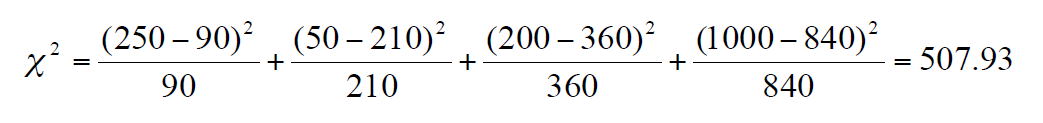 χ² = (250 − 90)² / 90 + (50 − 210)² / 210 + (200 − 360)² / 360 + (1000 − 840)² / 840 = 507.93